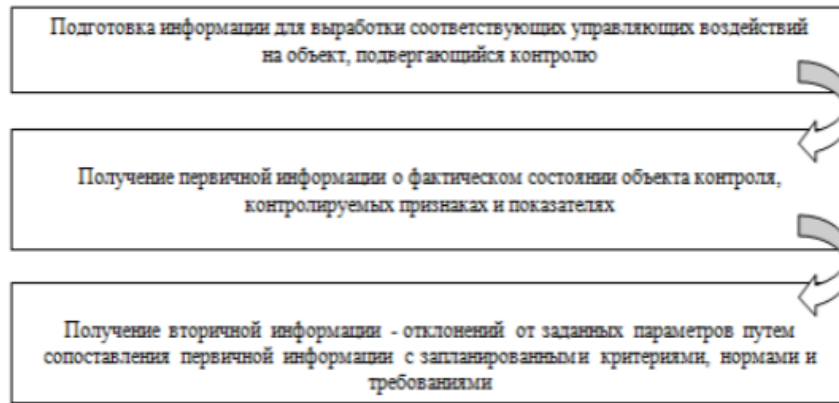 Подготовка информации для выработки соответствующих управляющих воздействий
на объект, подвергающийся контролю
Получение первичной информации о фактическом состоянии объекта контроля,
контролируемых признаках и показателях
Получение вторичной информации - отклонений от заданных параметров путем
сопоставления первичной информации с запланированными критериями, нормами и
требованиями